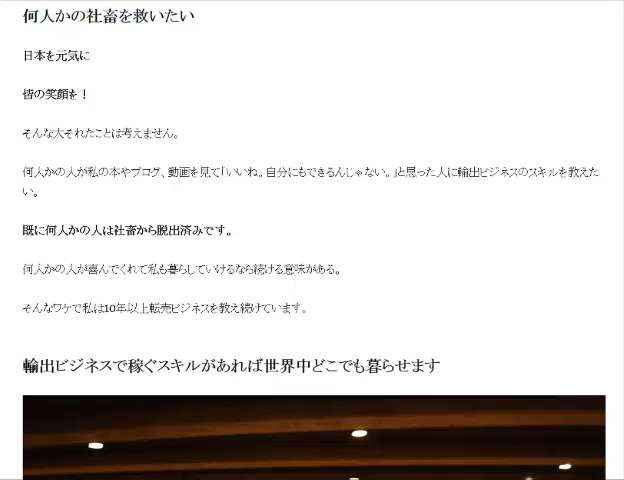 何人かの社畜を救いたい
日本を元気に
皆の笑顔を！
そんな大それたことは考えません。
何人かの人が私の本やブログ、動画を見て「いいね。自分にもできるんじゃない。」と思った人に輸出ビジネスのスキルを教えた
い。
既に何人かの人は社畜から脱出済みです。
何人かの人が喜んでくれて私も暮らしていけるなら続ける意味がある。
そんなワケで私は10年以上転売ビジネスを教え続けています。
輸出ビジネスで稼ぐスキルがあれば世界中どこでも暮らせます